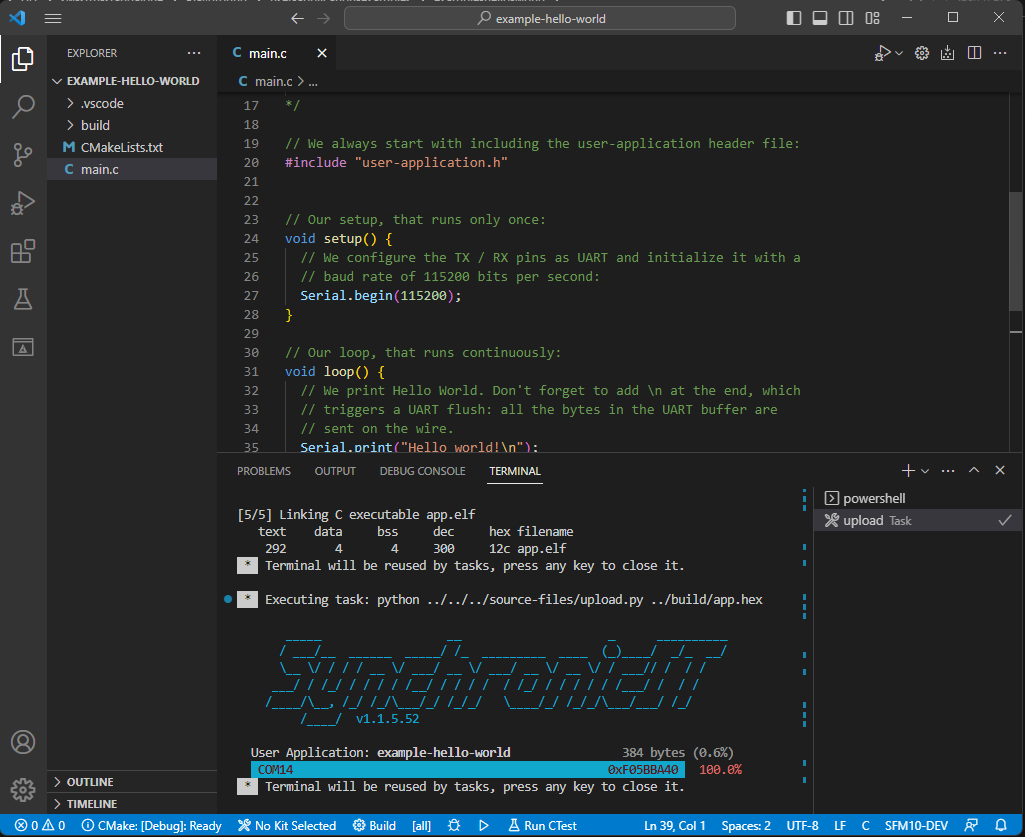 example-hello-world
EXPLORER
EXAMPLE-HELLO-WORLD
.vscode
build
CMakeLists.txt
main.c
OUTLINE
TIMELINE
main.c
main.c > ...
17 */
18
19 // We always start with including the user-application header file:
20 #include "user-application.h"
21
22
23 // Our setup, that runs only once:
24 void setup() {
25 // We configure the TX / RX pins as UART and initialize it with a
26 // baud rate of 115200 bits per second:
27 Serial.begin(115200);
28 }
29
30 // Our loop, that runs continuously:
31 void loop() {
32 // We print Hello World. Don't forget to add \n at the end, which
33 // triggers a UART flush: all the bytes in the UART buffer are
34 // sent on the wire.
35 Serial.print("Hello world!\n");
PROBLEMS OUTPUT DEBUG CONSOLE TERMINAL
[5/5] Linking C executable app.elf
text data bss dec hex filename
292 4 4 300 12c app.elf
* Terminal will be reused by tasks, press any key to close it.
* Executing task: python ../../../source-files/upload.py ../build/app.hex
SynchronIT
v1.1.5.52
User Application: example-hello-world 384 bytes (0.6%)
COM14 0xF05BBA40 100.0%
* Terminal will be reused by tasks, press any key to close it.
powershell
upload Task
0 0 CMake: [Debug]: Ready No Kit Selected Build [all] Run CTest Ln 39, Col 1 Spaces: 2 UTF-8 LF C SFM10-DEV